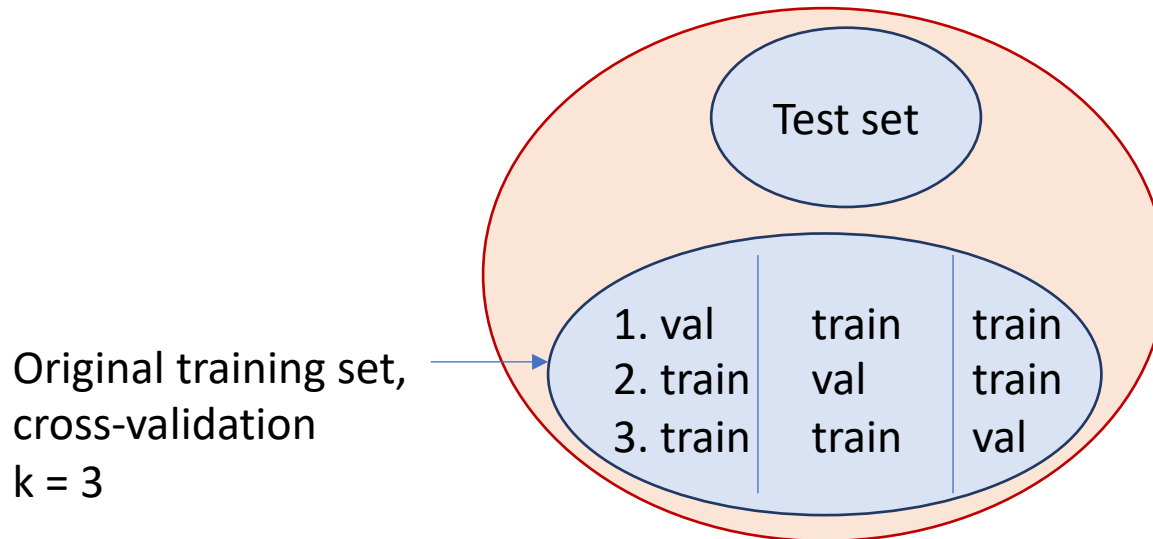 Test set
1. val train train
2. train val train
3. train train val
Original training set,
cross-validation
k = 3